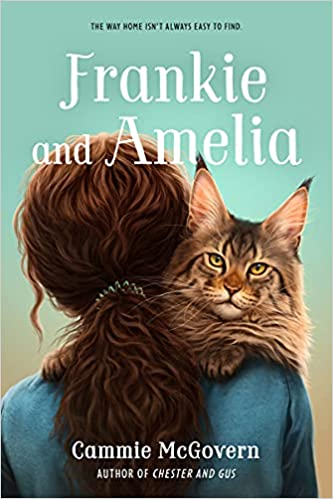 THE WAY HOME ISN'T ALWAYS EASY TO FIND.
Frankie
and Amelia
Cammie McGovern
AUTHOR OF CHESTER AND GUS